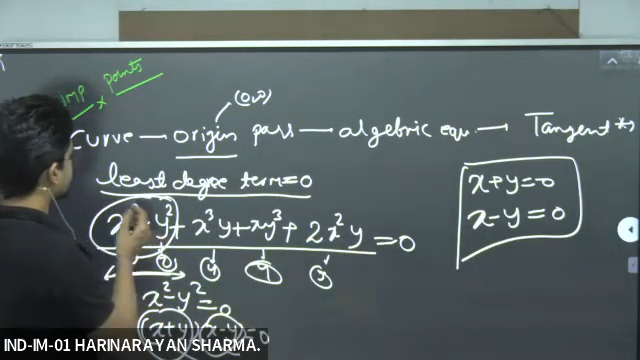 IMP points
x
(0,0)
Curve — origin pass — algebric equ. — Tangent
least degree term = 0
x² - y² + x³y + xy³ + 2x²y = 0
x² - y² = 0
(x+y)(x-y) = 0
x+y=0
x-y=0
IND-IM-01 HARINARAYAN SHARMA.